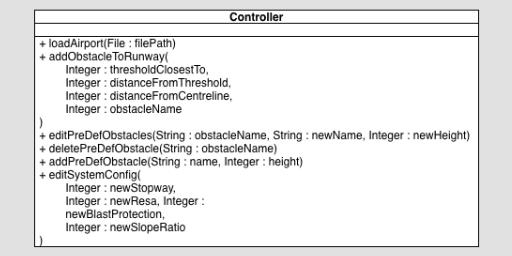 Controller
+ loadAirport(File : filePath)
+ addObstacleToRunway(
Integer : thresholdClosestTo,
Integer : distanceFromThreshold,
Integer : distanceFromCentreline,
Integer : obstacleName
)
+ editPreDefObstacles(String : obstacleName, String : newName, Integer : newHeight)
+ deletePreDefObstacle(String : obstacleName)
+ addPreDefObstacle(String : name, Integer : height)
+ editSystemConfig(
Integer : newStopway,
Integer : newResa, Integer :
newBlastProtection,
Integer : newSlopeRatio
)